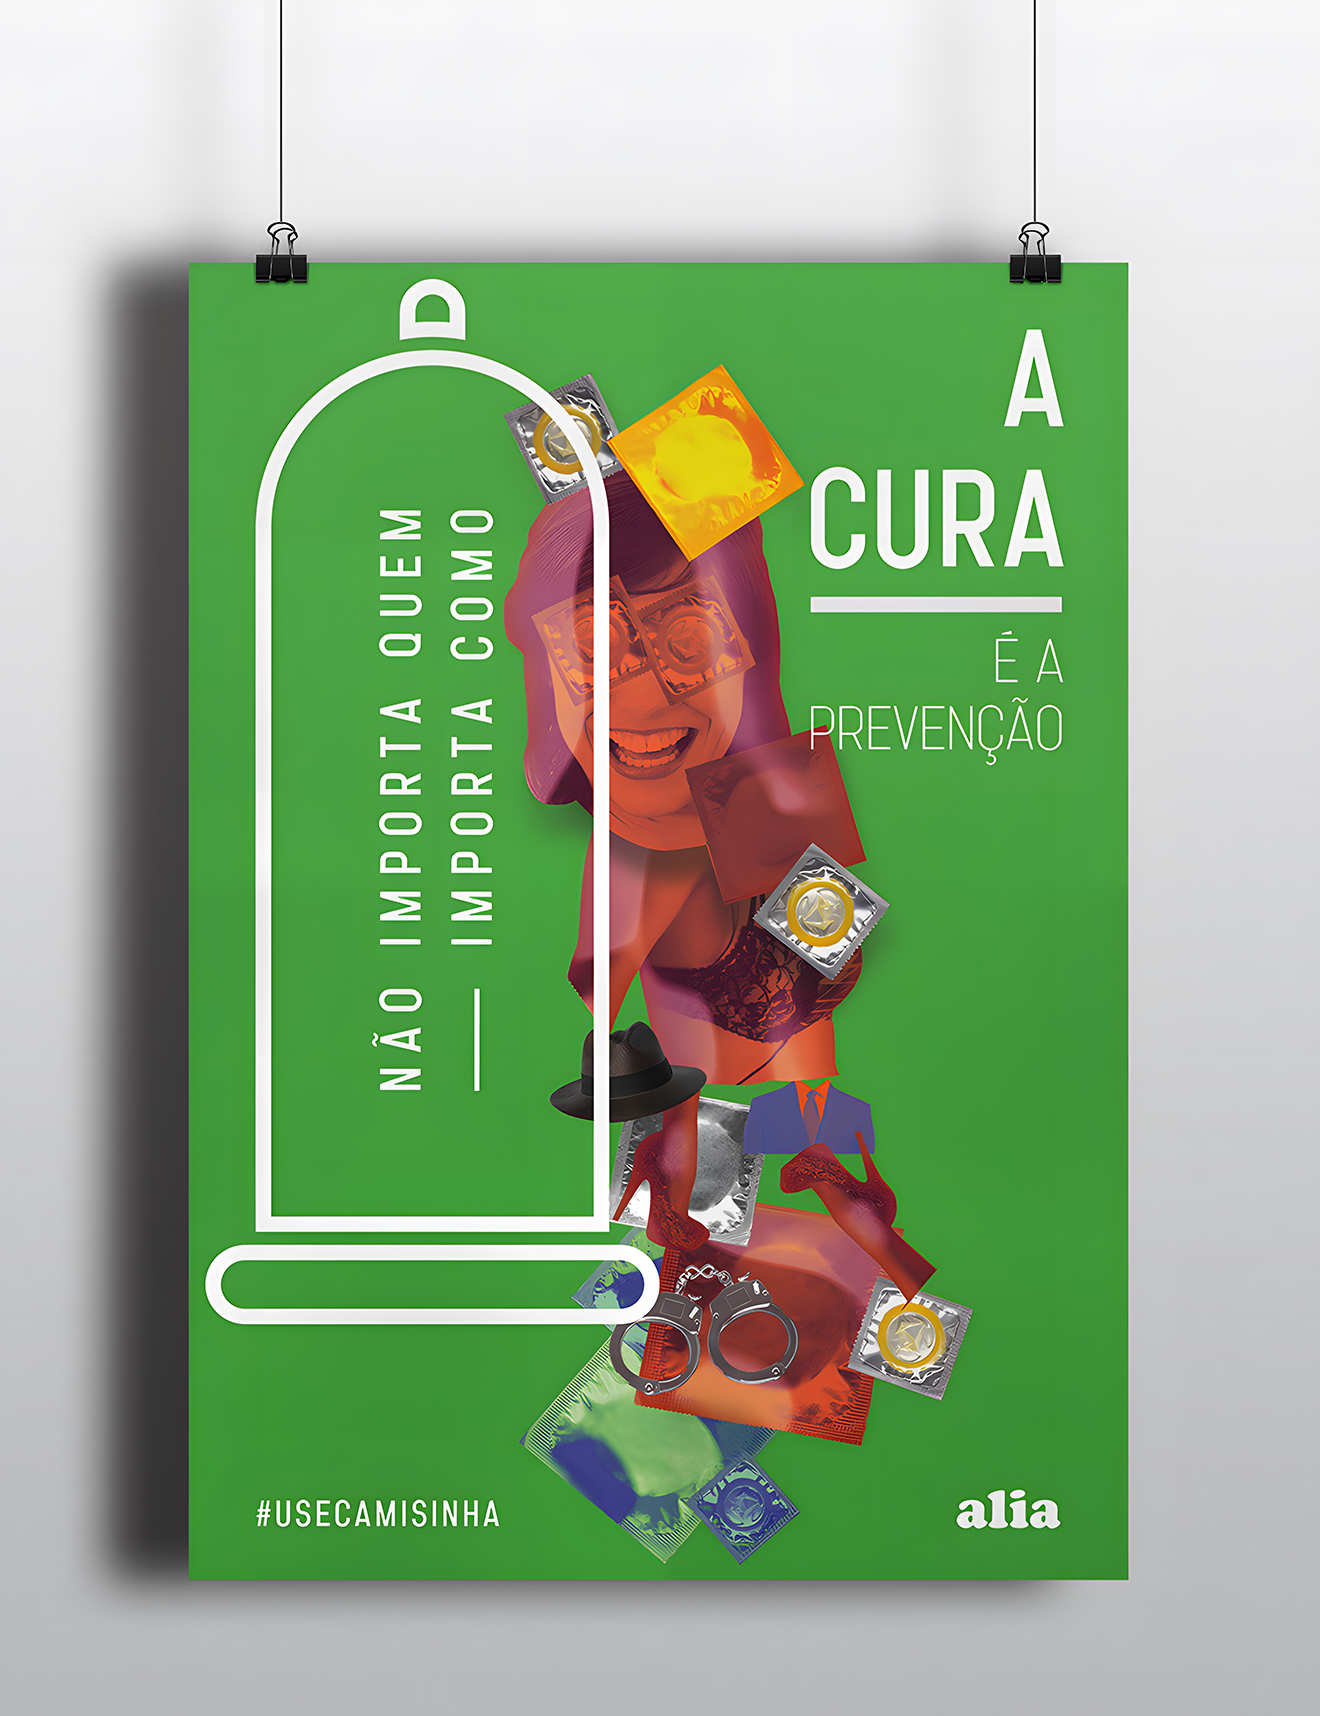 A
CURA
É A
PREVENÇÃO
NÃO IMPORTA QUEM
IMPORTA COMO
#USECAMISINHA
alia